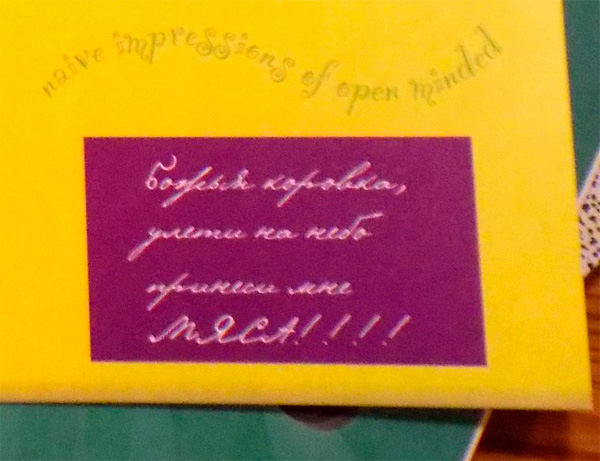 naive impressions of open minded
Божья коровка,
улети на небо
принеси мне
МЯСА!!!!